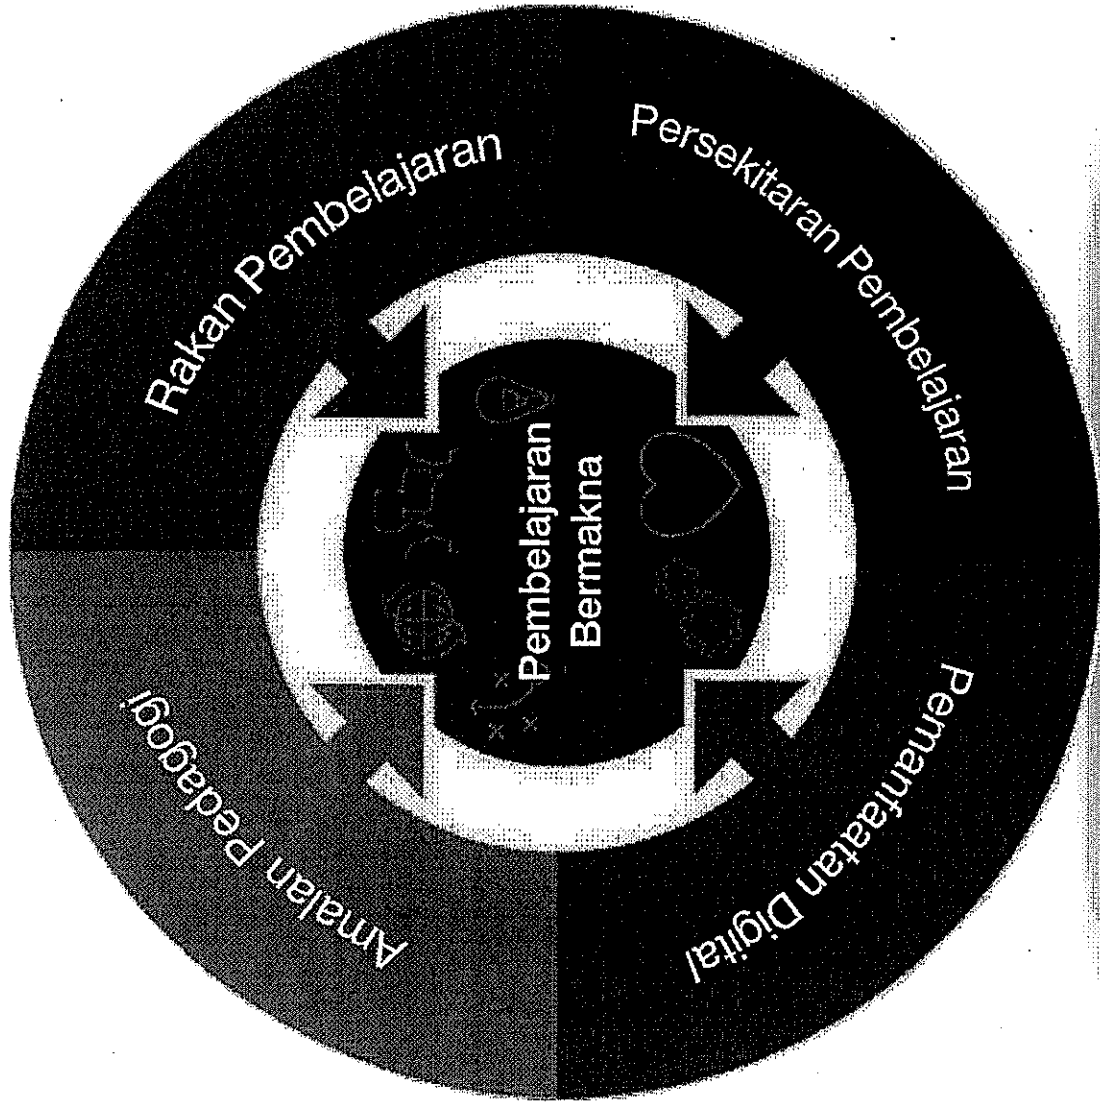 Amalan Pedagogi
Rakan Pembelajaran
Pembelajaran
Bermakna
Pemanfaatan Digital
Persekitaran Pembelajaran